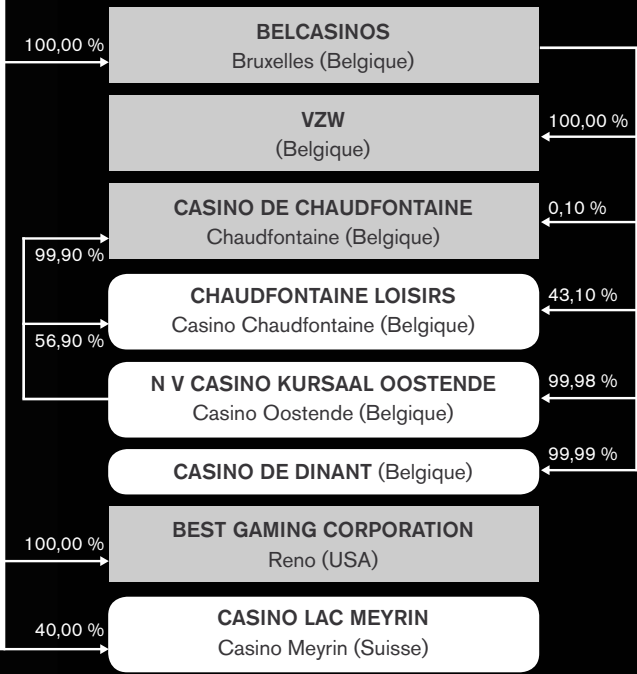 100,00 %
BELCASINOS
Bruxelles (Belgique)
VZW
(Belgique)
100,00 %
CASINO DE CHAUDFONTAINE
Chaudfontaine (Belgique)
0,10 %
99,90 %
CHAUDFONTAINE LOISIRS
Casino Chaudfontaine (Belgique)
43,10 %
56,90 %
N V CASINO KURSAAL OOSTENDE
Casino Oostende (Belgique)
99,98 %
CASINO DE DINANT (Belgique)
99,99 %
BEST GAMING CORPORATION
Reno (USA)
100,00 %
CASINO LAC MEYRIN
Casino Meyrin (Suisse)
40,00 %